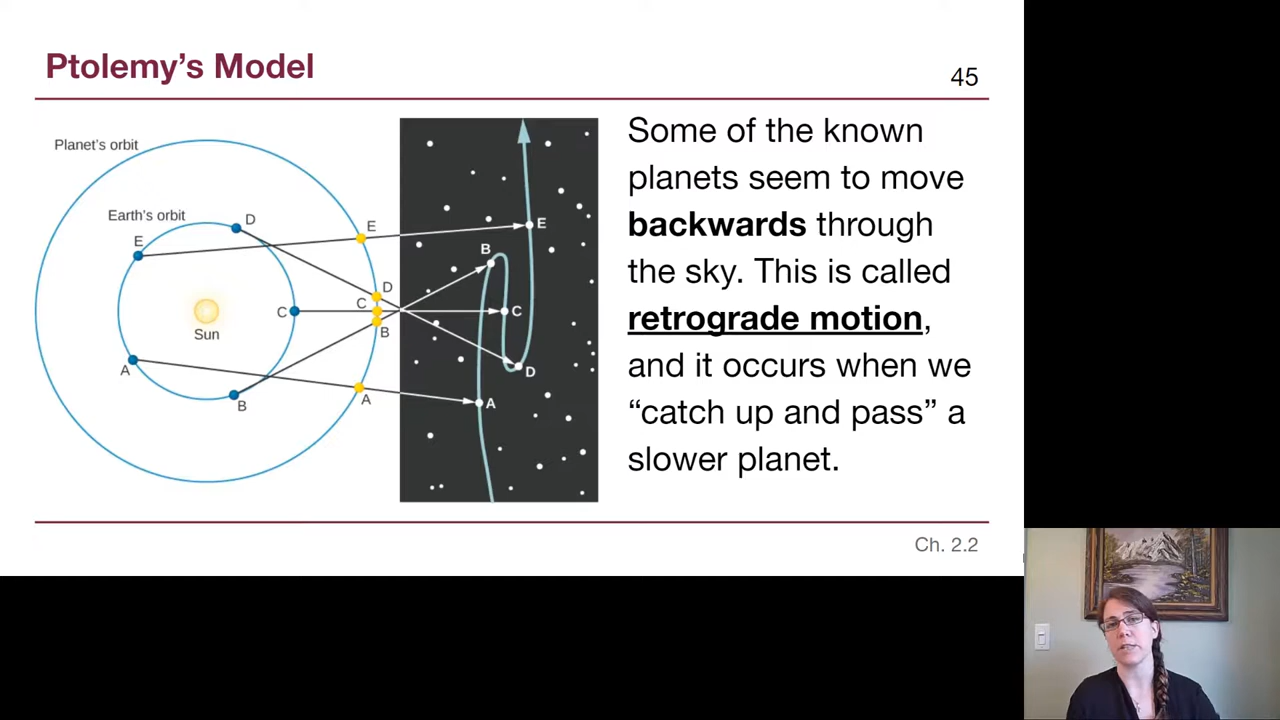 Ptolemy's Model
45
Planet's orbit
Earth's orbit
D
E
E
E
B
D
C
C
C
Sun
B
D
A
A
A
B
Some of the known
planets seem to move
backwards through
the sky. This is called
retrograde motion,
and it occurs when we
“catch up and pass” a
slower planet.
Ch. 2.2